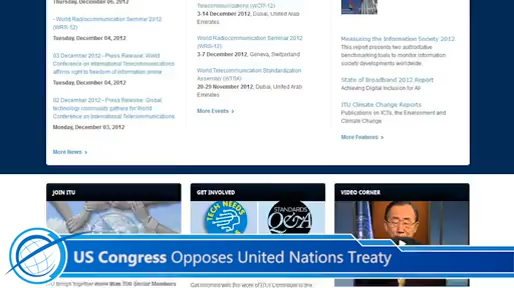 Thursday, December 06, 2012
- World Radiocommunication Seminar 2012 (WRS-12)
Tuesday, December 04, 2012
03 December 2012 - Press Release: World
Conference on International Telecommunications
affirms right to freedom of information online
Tuesday, December 04, 2012
02 December 2012 - Press Release: Global
technology community gathers for World
Conference on International Telecommunications
Monday, December 03, 2012
More News »
Telecommunications (WCIT-12)
3-14 December 2012, Dubai, United Arab
Emirates
World Radiocommunication Seminar 2012
(WRS-12)
3-7 December 2012, Geneva, Switzerland
World Telecommunication Standardization
Assembly (WTSA)
20-29 November 2012, Dubai, United Arab
Emirates
More Events »
Measuring the Information Society 2012
This report presents two authoritative
benchmarking tools to monitor information
society developments worldwide.
State of Broadband 2012 Report
Achieving Digital Inclusion for All
ITU Climate Change Reports
Publications on ICTs, the Environment and
Climate Change
More Features »
JOIN ITU
GET INVOLVED
TECH NEEDS
STANDARDS
Q&A
VIDEO CORNER
US Congress Opposes United Nations Treaty